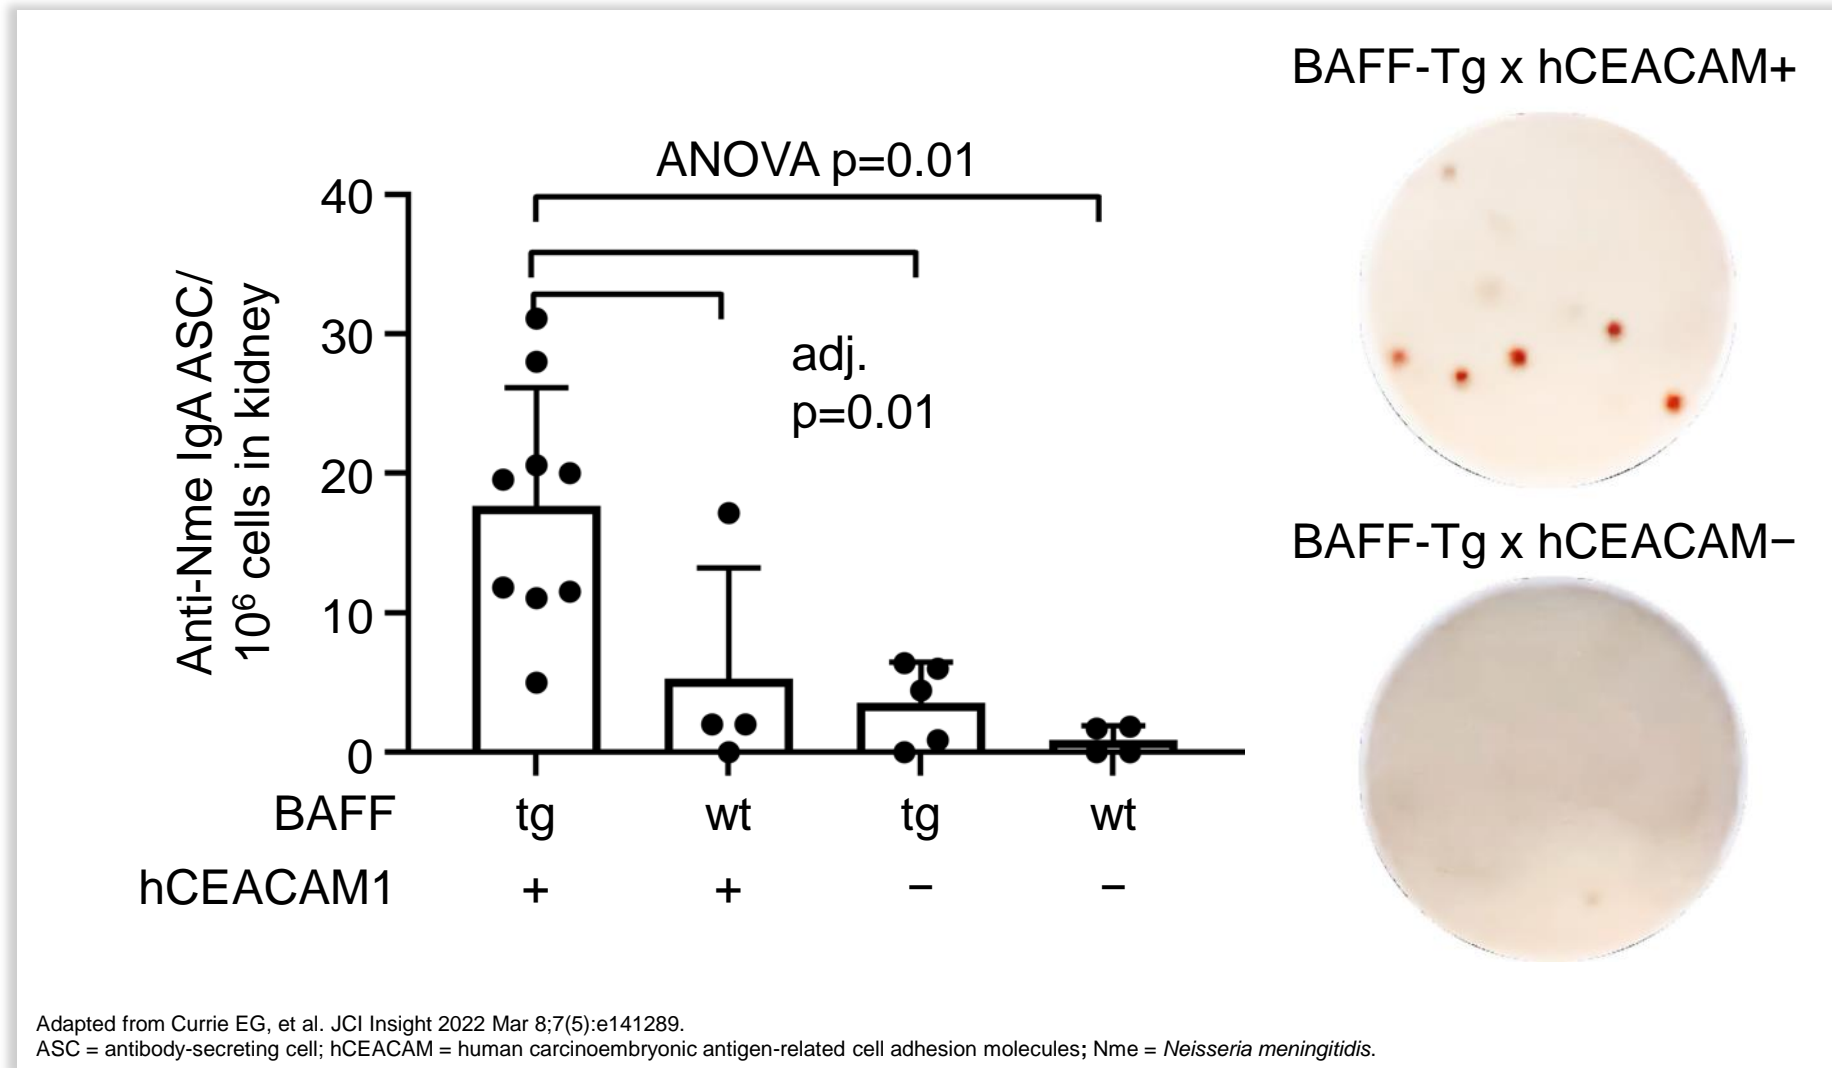 BAFF-Tg x hCEACAM+
ANOVA p=0.01
40
30
20
10
0
Anti-Nme IgA ASC/
10⁶ cells in kidney
adj.
p=0.01
BAFF-Tg x hCEACAM−
BAFF tg wt tg wt
hCEACAM1 + + − −
Adapted from Currie EG, et al. JCI Insight 2022 Mar 8;7(5):e141289.
ASC = antibody-secreting cell; hCEACAM = human carcinoembryonic antigen-related cell adhesion molecules; Nme = Neisseria meningitidis.